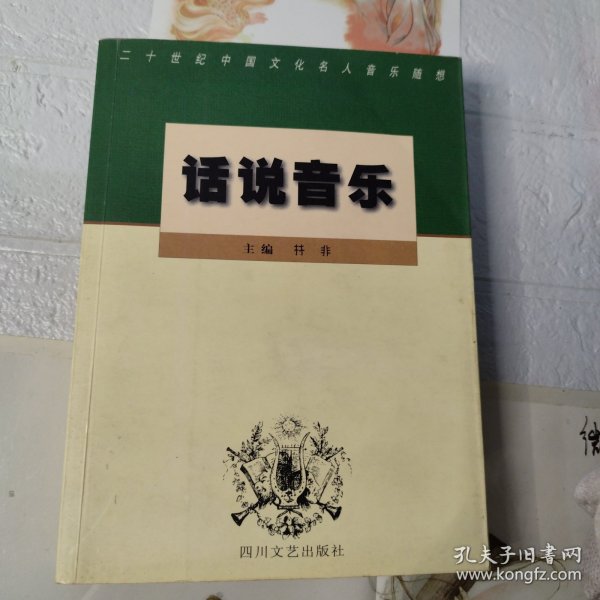 二十世纪中国文化名人音乐随想
话说音乐
主编 苻非
四川文艺出版社
孔夫子旧书网
www.kongfz.com